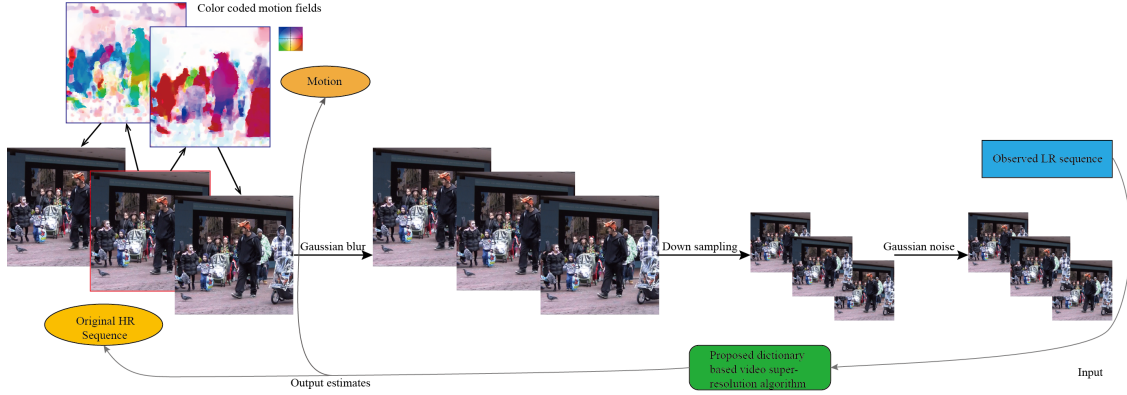 Color coded motion fields
Motion
Observed LR sequence
Gaussian blur
Down sampling
Gaussian noise
Original HR
Sequence
Proposed dictionary
based video super-
resolution algorithm
Output estimates
Input